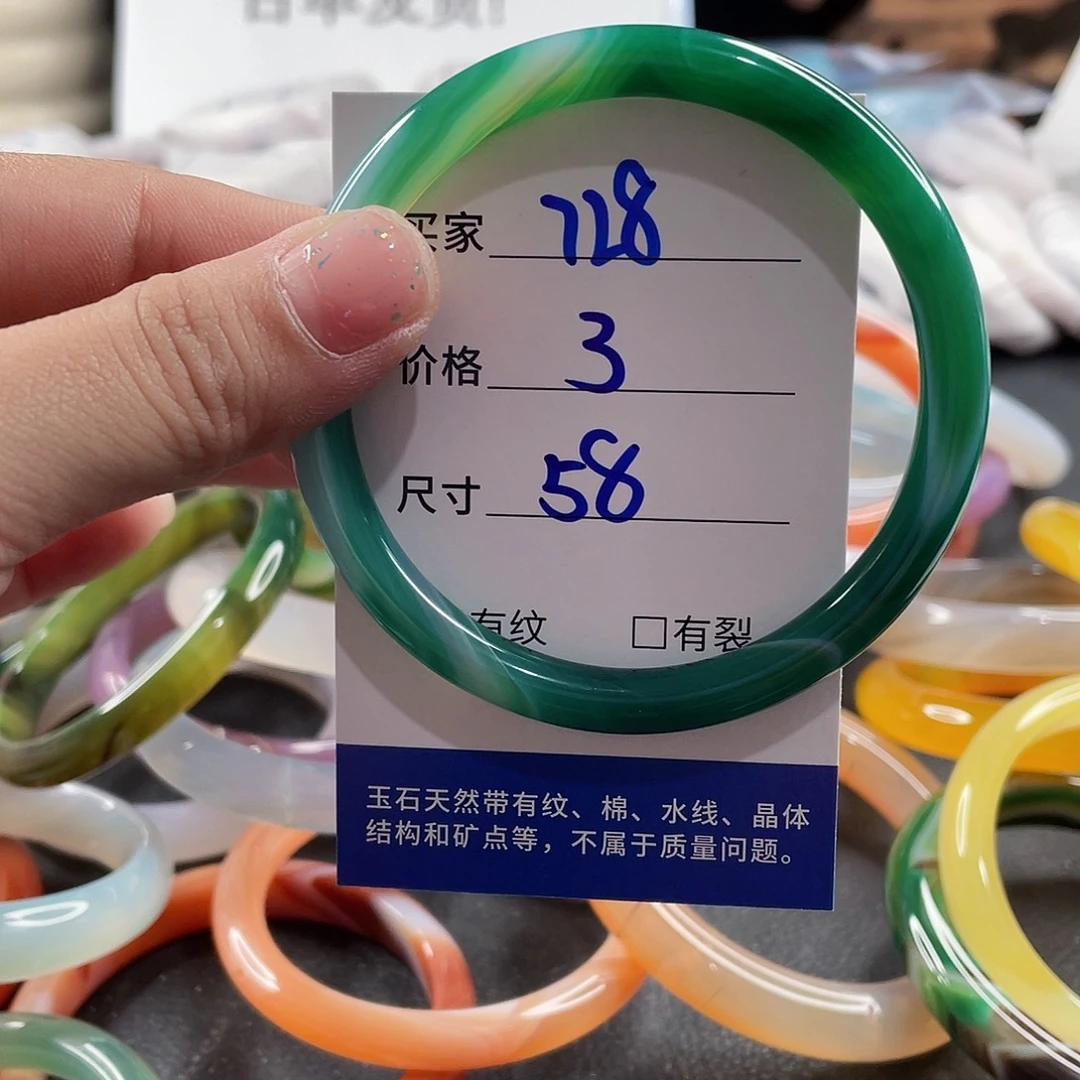 买家 728
价格 3
尺寸 58
有纹 □有裂
玉石天然带有纹、棉、水线、晶体
结构和矿点等，不属于质量问题。